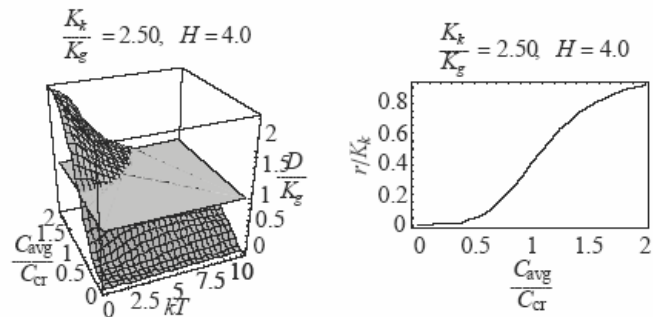 K_k/K_g = 2.50, H = 4.0
2
1.5
1
0.5
0
D/K_g
2
1.5
1
0.5
0
C_avg/C_cr
0 2.5 5 7.5 10
kT
K_k/K_g = 2.50, H = 4.0
0.8
0.6
0.4
0.2
0
r/K_k
0 0.5 1 1.5 2
C_avg/C_cr